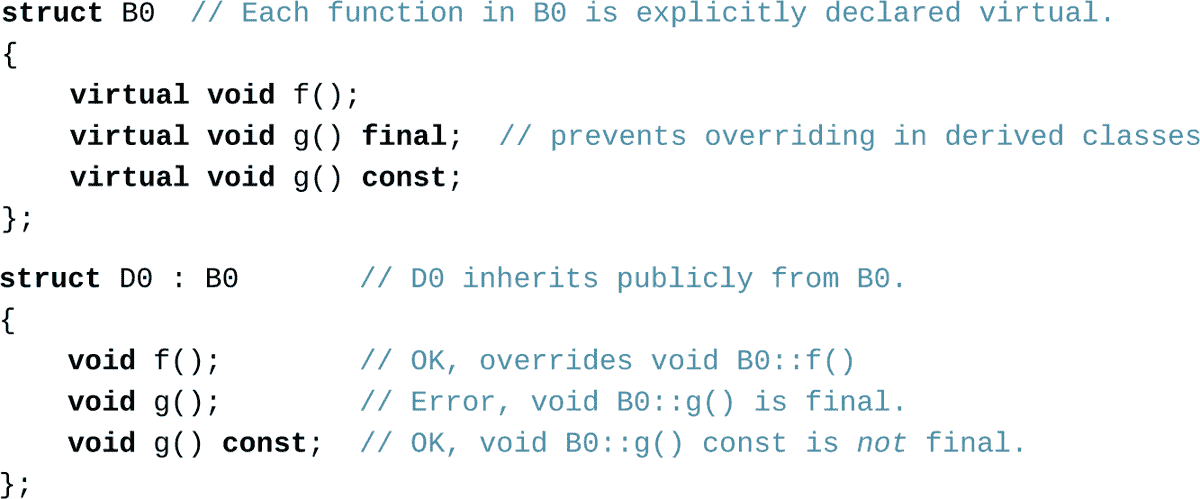 struct B0  // Each function in B0 is explicitly declared virtual.
{
    virtual void f();
    virtual void g() final;  // prevents overriding in derived classes
    virtual void g() const;
};
struct D0 : B0       // D0 inherits publicly from B0.
{
    void f();        // OK, overrides void B0::f()
    void g();        // Error, void B0::g() is final.
    void g() const;  // OK, void B0::g() const is not final.
};